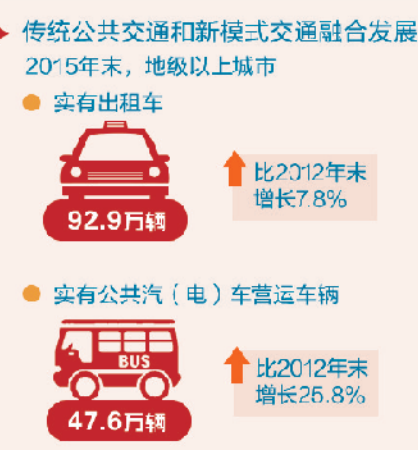 传统公共交通和新模式交通融合发展
2015年末，地级以上城市
实有出租车
92.9万辆
比2012年末
增长7.8%
实有公共汽（电）车营运车辆
BUS
47.6万辆
比2012年末
增长25.8%